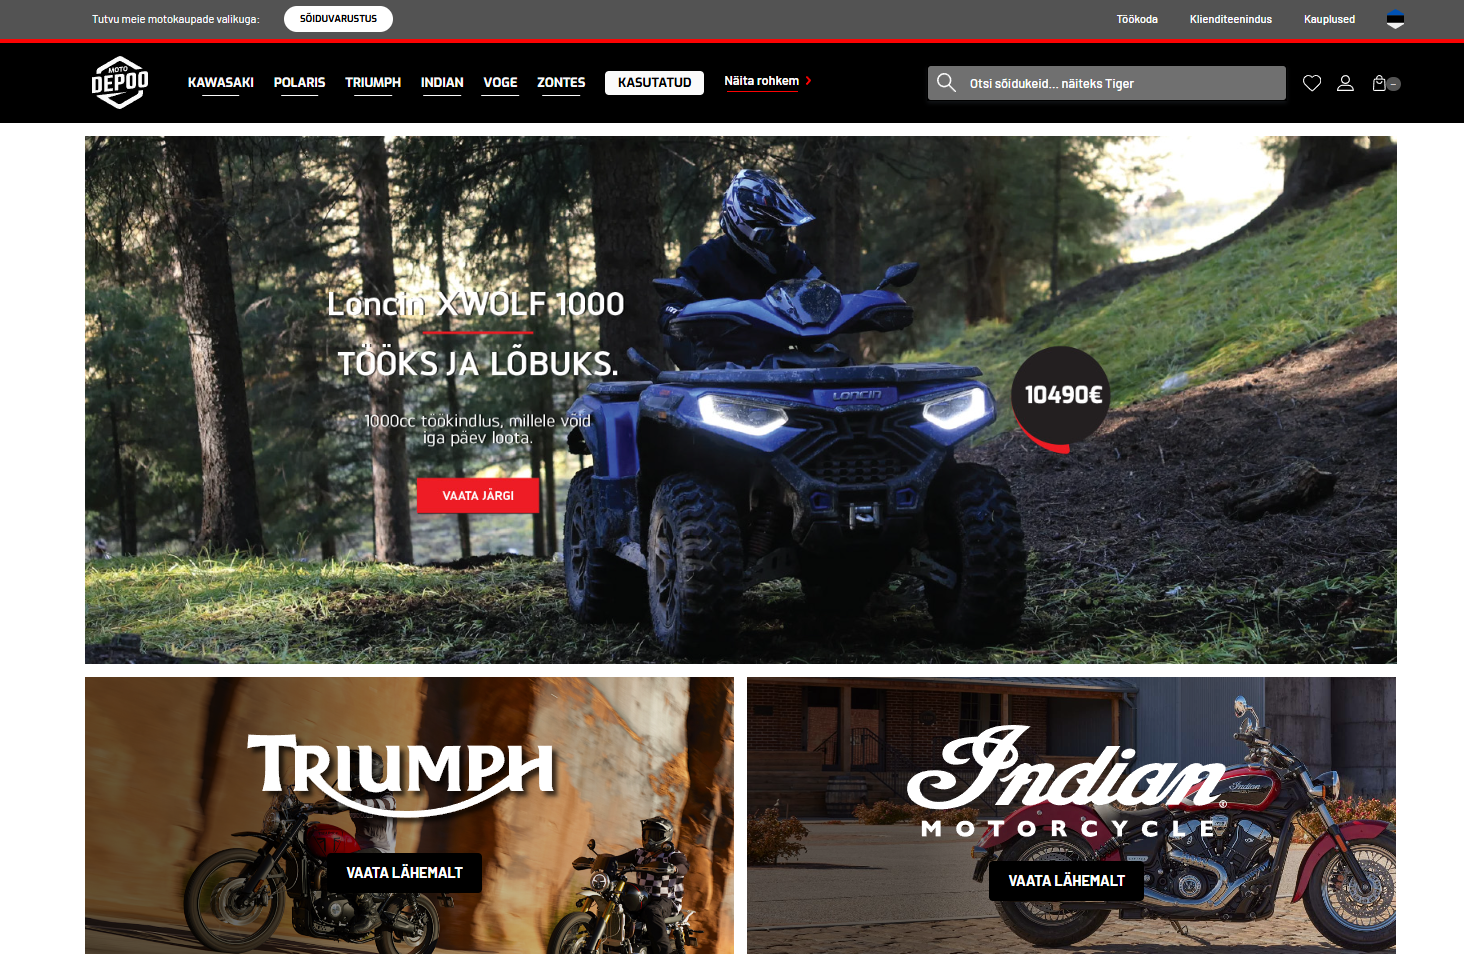 Tutvu meie motokaupade valikuga:
SÕIDUVARUSTUS
Töökoda
Klienditeenindus
Kauplused
MOTO
DEPOO
KAWASAKI
POLARIS
TRIUMPH
INDIAN
VOGE
ZONTES
KASUTATUD
Näita rohkem
Otsi sõidukeid... näiteks Tiger
Loncin XWOLF 1000
TÖÖKS JA LÕBUKS.
1000cc töökindlus, millele võid
iga päev loota.
VAATA JÄRGI
LONCIN
10490€
TRIUMPH
VAATA LÄHEMALT
Indian
MOTORCYCLE
Indian
VAATA LÄHEMALT